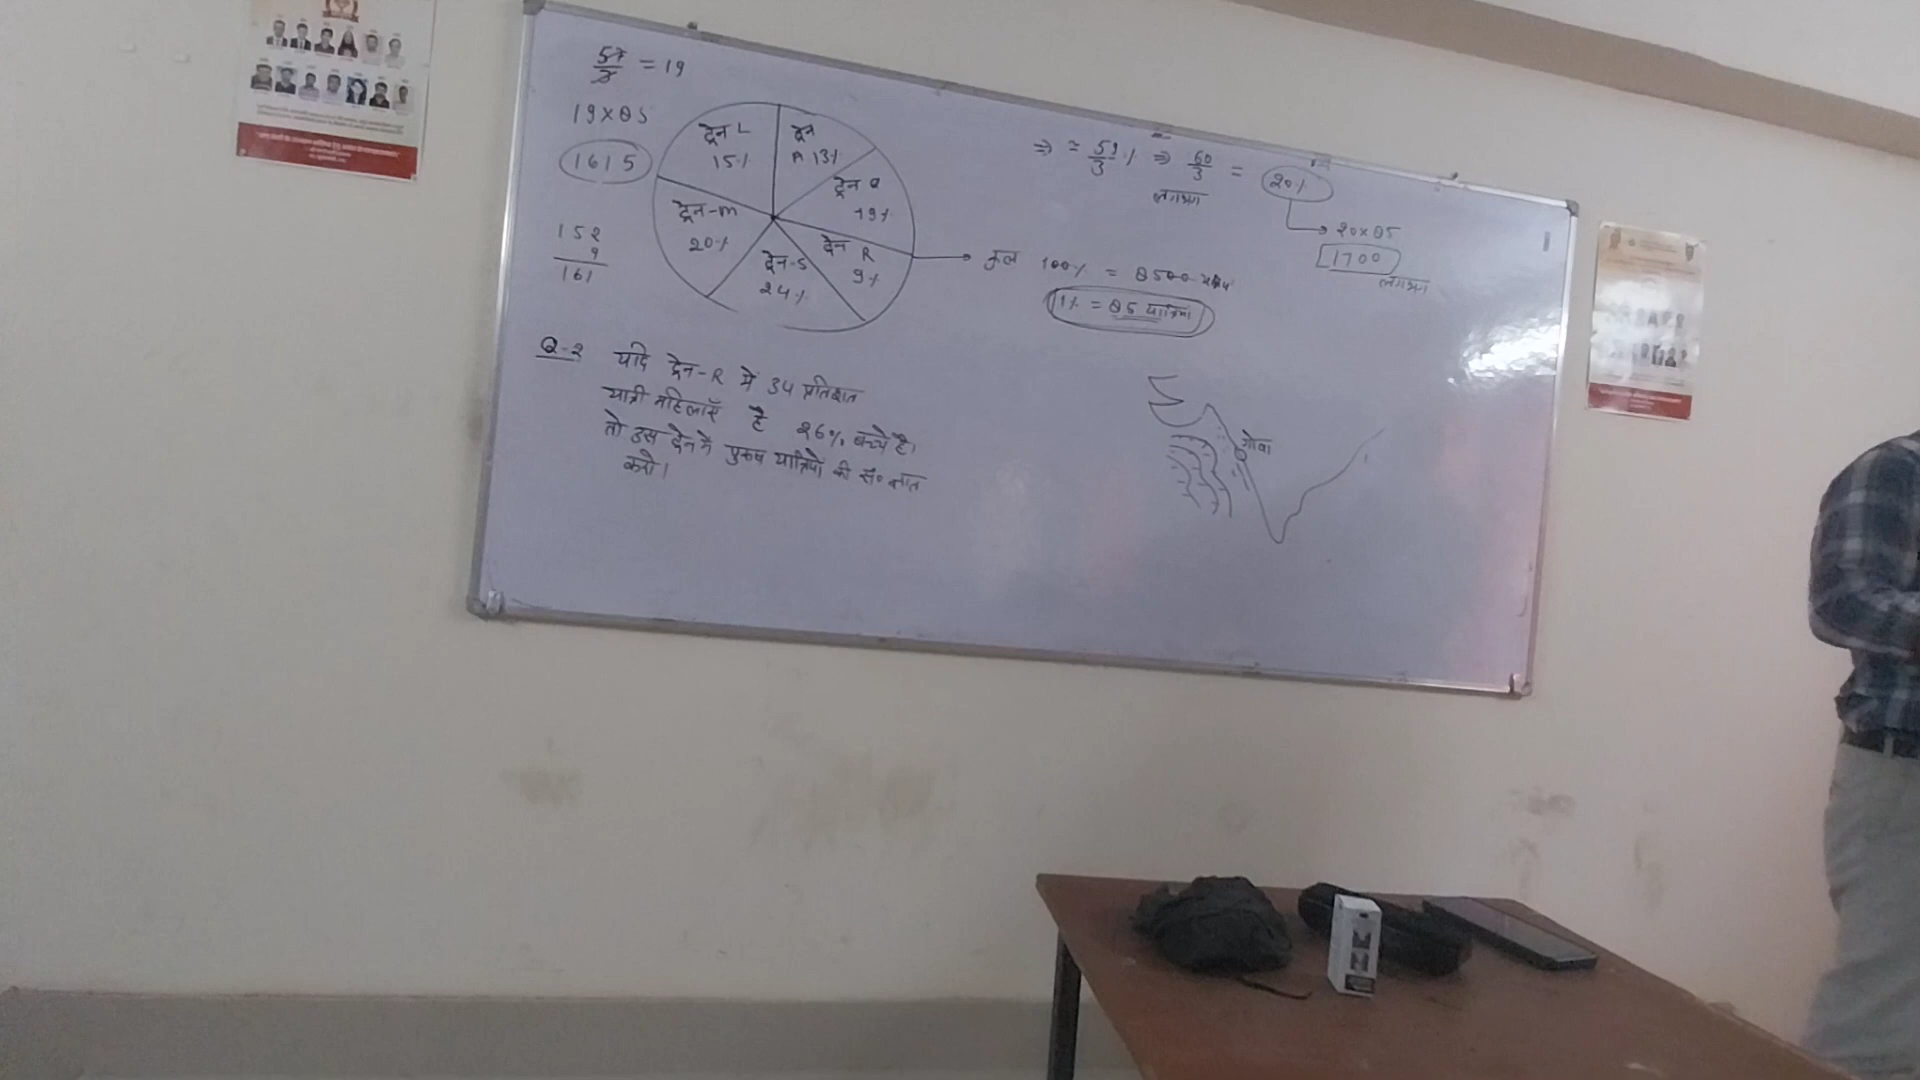 57/3 = 19
19×85
1615
152
9
161
ट्रेन L
15%
ट्रेन
A 13%
ट्रेन Q
19%
ट्रेन-m
20%
ट्रेन-S
24%
ट्रेन R
9%
कुल 100% = 8500
1% = 85 यात्रियों
⇒ ≈ 59/3 % ⇒ 60/3 = 20%
लगभग
20×85
1700
लगभग
Q-2 यदि ट्रेन-R में 34 प्रतिशत
यात्री महिलाएँ है 26% बच्चे है।
तो उस ट्रेन में पुरुष यात्रियों की सं० ज्ञात
करो।
गोवा